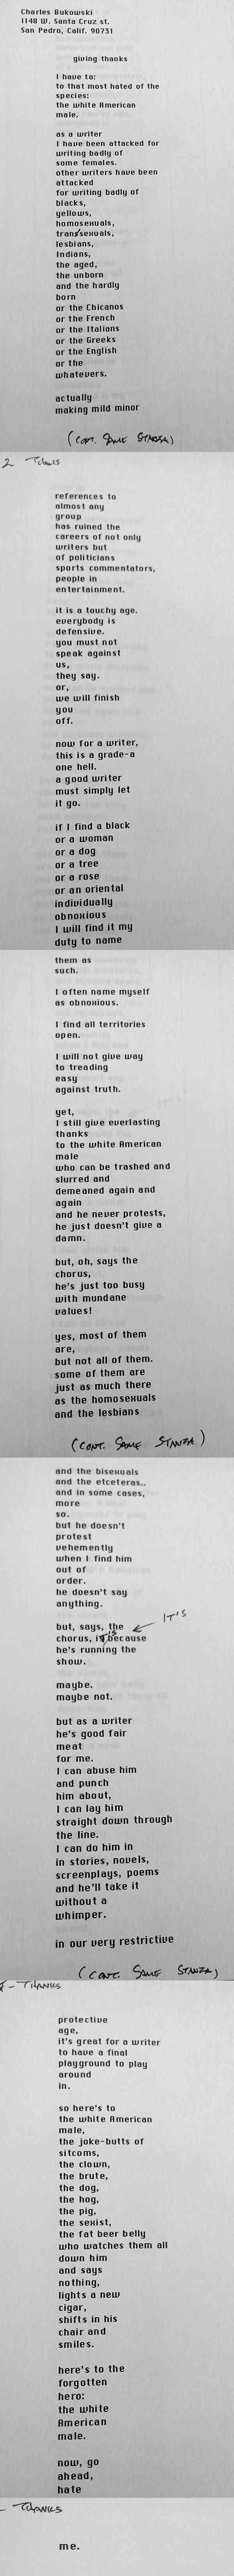 Charles Bukowski
1148 W. Santa Cruz st.
San Pedro, Calif. 90731
giving thanks
I have to:
to that most hated of the
species:
the white American
male.
as a writer
I have been attacked for
writing badly of
some females.
other writers have been
attacked
for writing badly of
blacks,
yellows,
homosexuals,
transexuals,
lesbians,
Indians,
the aged,
the unborn
and the hardly
born
or the Chicanos
or the French
or the Italians
or the Greeks
or the English
or the
whatevers.
actually
making mild minor
(CONT. SAME STANZA)
2 Thanks
references to
almost any
group
has ruined the
careers of not only
writers but
of politicians
sports commentators,
people in
entertainment.
it is a touchy age.
everybody is
defensive.
you must not
speak against
us,
they say.
or,
we will finish
you
off.
now for a writer,
this is a grade-a
one hell.
a good writer
must simply let
it go.
if I find a black
or a woman
or a dog
or a tree
or a rose
or an oriental
individually
obnoxious
I will find it my
duty to name
them as
such.
I often name myself
as obnoxious.
I find all territories
open.
I will not give way
to treading
easy
against truth.
yet,
I still give everlasting
thanks
to the white American
male
who can be trashed and
slurred and
demeaned again and
again
and he never protests,
he just doesn't give a
damn.
but, oh, says the
chorus,
he's just too busy
with mundane
values!
yes, most of them
are,
but not all of them.
some of them are
just as much there
as the homosexuals
and the lesbians
(CONT. SAME STANZA)
and the bisexuals
and the etceteras..
and in some cases,
more
so.
but he doesn't
protest
vehemently
when I find him
out of
order.
he doesn't say
anything.
but, says, the IT'S
chorus, it's because
he's running the
show.
maybe.
maybe not.
but as a writer
he's good fair
meat
for me.
I can abuse him
and punch
him about,
I can lay him
straight down through
the line.
I can do him in
in stories, novels,
screenplays, poems
and he'll take it
without a
whimper.
in our very restrictive
(CONT. SAME STANZA)
- THANKS
protective
age,
it's great for a writer
to have a final
playground to play
around
in.
so here's to
the white American
male,
the joke-butts of
sitcoms,
the clown,
the brute,
the dog,
the hog,
the pig,
the sexist,
the fat beer belly
who watches them all
down him
and says
nothing,
lights a new
cigar,
shifts in his
chair and
smiles.
here's to the
forgotten
hero:
the white
American
male.
now, go
ahead,
hate
- THANKS
me.